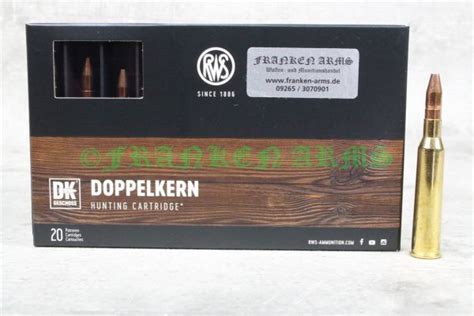 RWS
SINCE 1886
FRANKEN ARMS
Waffen- und Munitionshandel
www.franken-arms.de
09265 / 3070901
©FRANKEN ARMS
DK
GESCHOSS
DOPPELKERN
HUNTING CARTRIDGE*
20
Patronen
Cartridges
Cartouches
RWS-AMMUNITION.COM